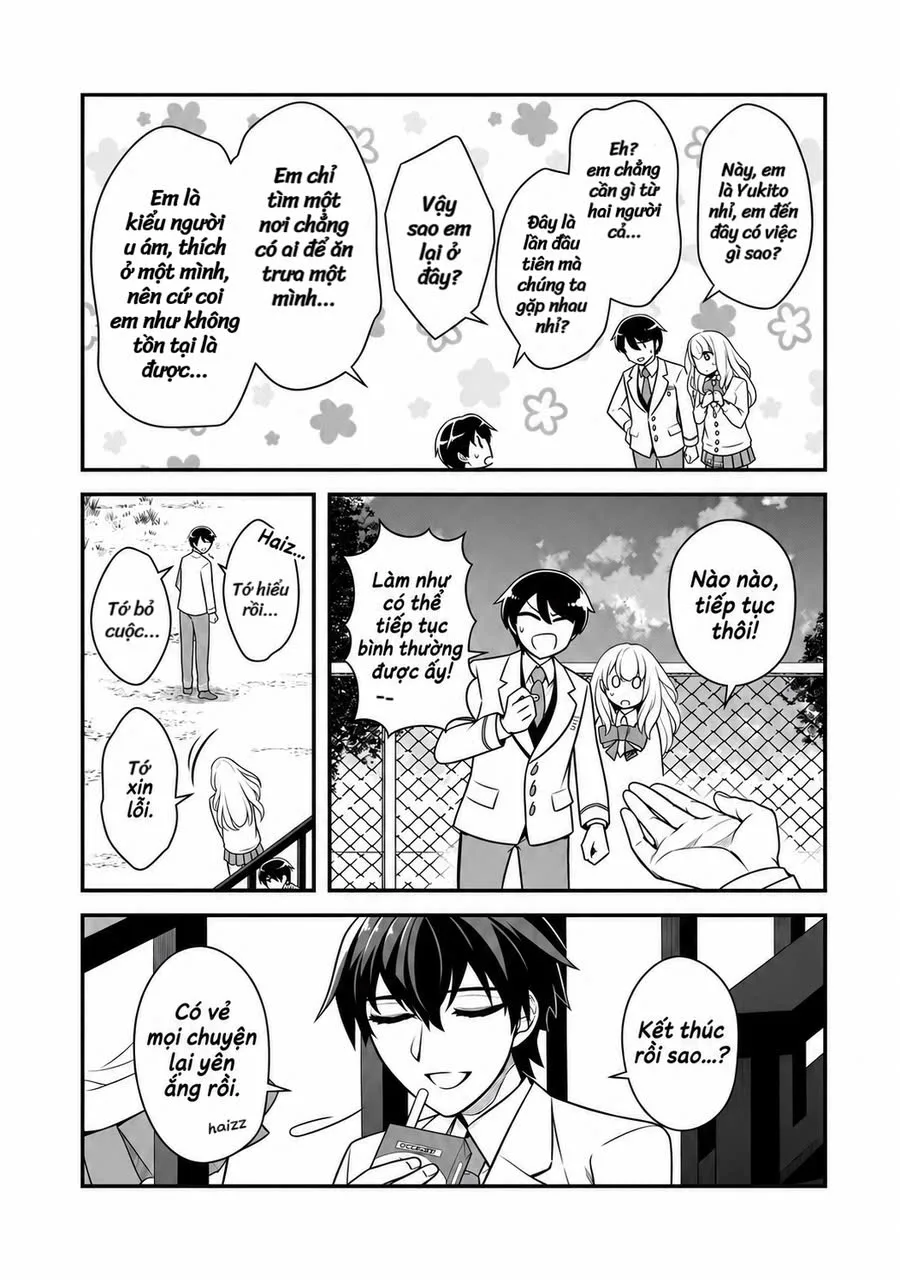 Này, em
là Yukito
nhỉ, em đến
đây có việc
gì sao?
Eh?
em chẳng
cần gì từ
hai người
cả...
Đây là
lần đầu
tiên mà
chúng ta
gặp nhau
nhỉ?
Vậy
sao em
lại ở
đây?
Em chỉ
tìm một
nơi chẳng
có ai để ăn
trưa một
mình...
Em là
kiểu người
u ám, thích
ở một mình,
nên cứ coi
em như không
tồn tại là
được...
Nào nào,
tiếp tục
thôi!
Làm như
có thể
tiếp tục
bình thường
được ấy!
--
Haiz...
Tớ hiểu
rồi...
Tớ bỏ
cuộc...
Tớ
xin
lỗi.
Kết thúc
rồi sao...?
Có vẻ
mọi chuyện
lại yên
ắng rồi.
haizz